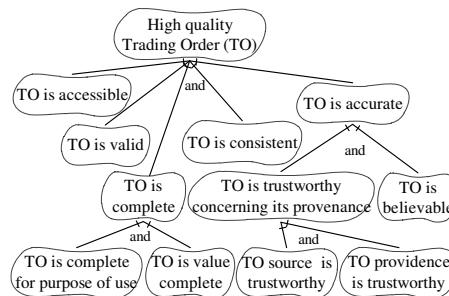 High quality
Trading Order (TO)
and
TO is accessible
TO is accurate
TO is valid
TO is consistent
and
TO is
complete
TO is trustworthy
concerning its provenance
TO is
believable
and
and
TO is complete
for purpose of use
TO is value
complete
TO source is
trustworthy
TO providence
is trustworthy